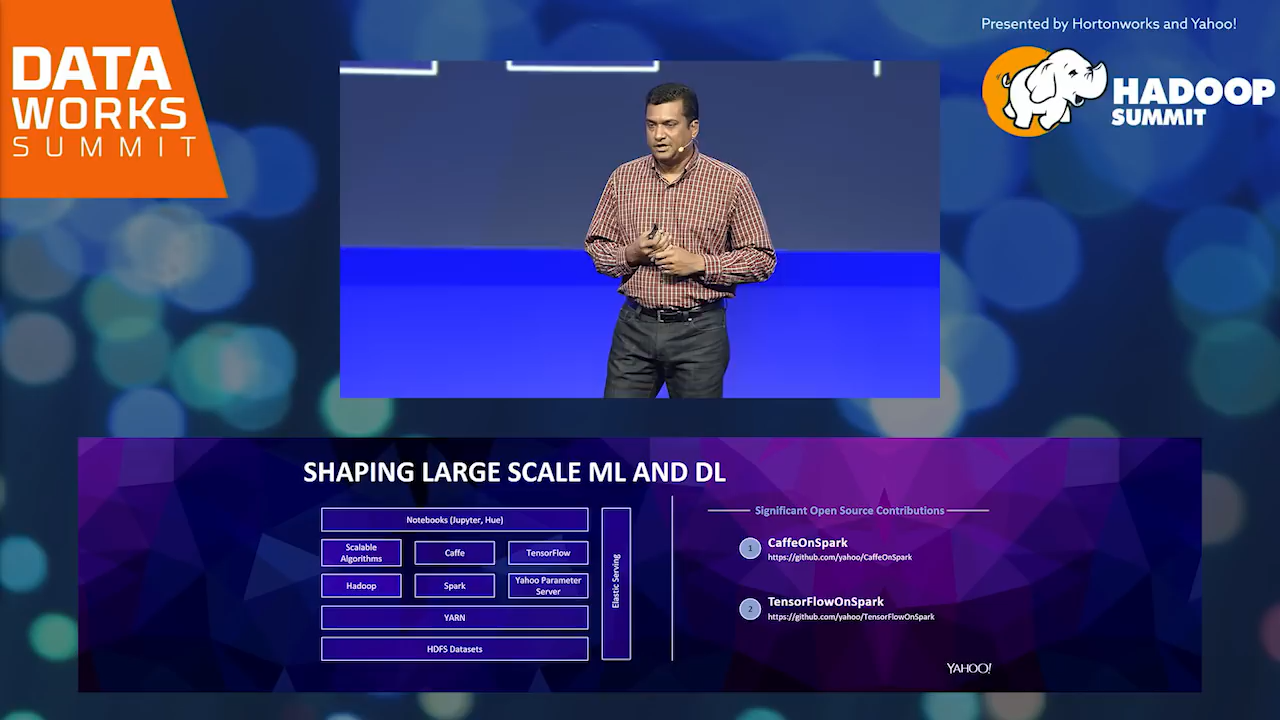 Presented by Hortonworks and Yahoo!
DATA
WORKS
SUMMIT
HADOOP
SUMMIT
SHAPING LARGE SCALE ML AND DL
Notebooks (Jupyter, Hue)
Scalable
Algorithms
Caffe
TensorFlow
Hadoop
Spark
Yahoo Parameter
Server
YARN
HDFS Datasets
Elastic Serving
Significant Open Source Contributions
1
CaffeOnSpark
https://github.com/yahoo/CaffeOnSpark
2
TensorFlowOnSpark
https://github.com/yahoo/TensorFlowOnSpark
YAHOO!